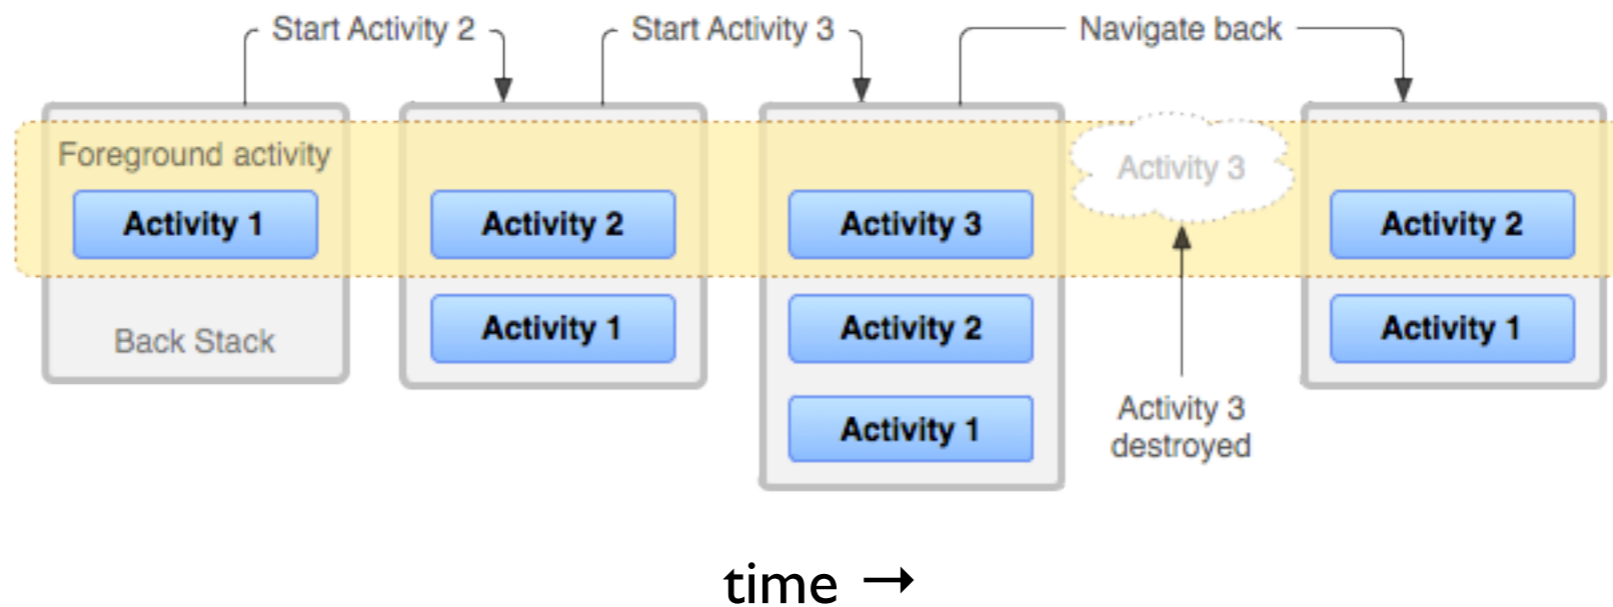 Start Activity 2
Start Activity 3
Navigate back
Foreground activity
Activity 1
Activity 2
Activity 3
Activity 3
Activity 2
Back Stack
Activity 1
Activity 2
Activity 1
Activity 1
Activity 3
destroyed
time →